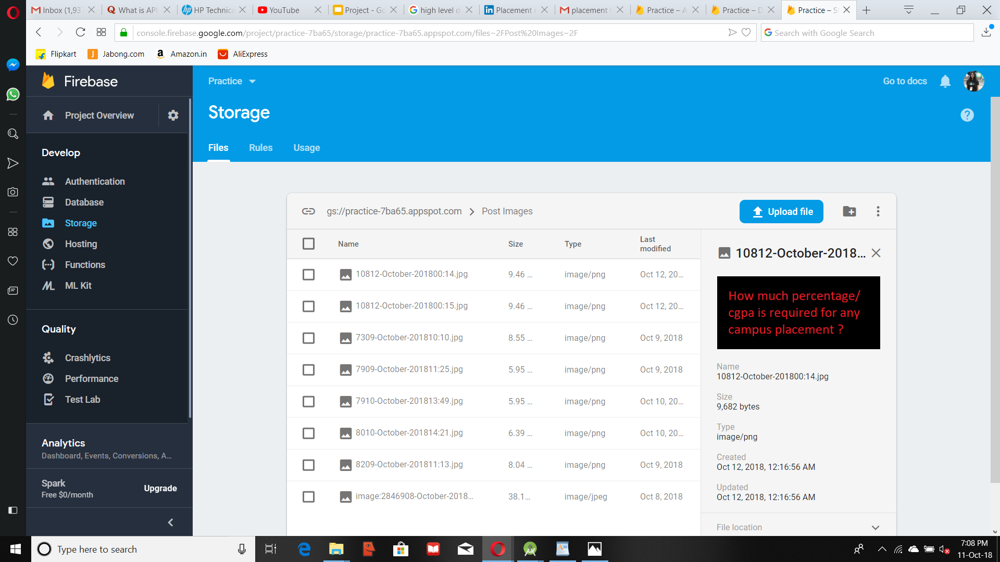 Inbox (1,937
What is API
HP Technica
YouTube
Project - Go
high level d
Placement
placement
Practice – A
Practice – D
Practice – S
console.firebase.google.com/project/practice-7ba65/storage/practice-7ba65.appspot.com/files~2FPost%20Images~2F
Search with Google Search
Flipkart
Jabong.com
Amazon.in
AliExpress
Firebase
Practice
Go to docs
Project Overview
Storage
Files
Rules
Usage
Develop
Authentication
Database
Storage
Hosting
Functions
ML Kit
Quality
Crashlytics
Performance
Test Lab
Analytics
Dashboard, Events, Conversions, A...
Spark
Free $0/month
Upgrade
gs://practice-7ba65.appspot.com > Post Images
Upload file
Name Size Type Last modified
10812-October-201800:14.jpg 9.46 ... image/png Oct 12, 20...
10812-October-201800:15.jpg 9.46 ... image/png Oct 12, 20...
7309-October-201810:10.jpg 8.55 ... image/png Oct 9, 2018
7909-October-201811:25.jpg 5.95 ... image/png Oct 9, 2018
7910-October-201813:49.jpg 5.95 ... image/png Oct 10, 20...
8010-October-201814:21.jpg 6.39 ... image/png Oct 10, 20...
8209-October-201811:13.jpg 8.04 ... image/png Oct 9, 2018
image:2846908-October-2018... 38.1... image/jpeg Oct 8, 2018
10812-October-2018...
How much percentage/
cgpa is required for any
campus placement ?
Name
10812-October-201800:14.jpg
Size
9,682 bytes
Type
image/png
Created
Oct 12, 2018, 12:16:56 AM
Updated
Oct 12, 2018, 12:16:56 AM
File location
Type here to search
7:08 PM
11-Oct-18